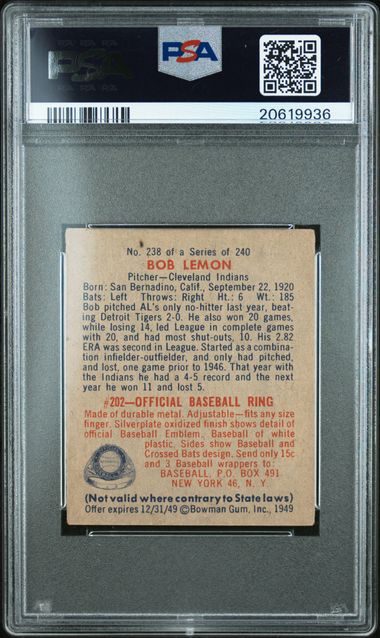 PSA
PSA
20619936
No. 238 of a Series of 240
BOB LEMON
Pitcher—Cleveland Indians
Born: San Bernadino, Calif., September 22, 1920
Bats: Left Throws: Right Ht.: 6 Wt.: 185
Bob pitched AL's only no-hitter last year, beating
Detroit Tigers 2-0. He also won 20 games,
while losing 14, led League in complete games
with 20, and had most shut-outs, 10. His 2.82
ERA was second in League. Started as a combination
infielder-outfielder, and only had pitched,
and lost, one game prior to 1946. That year with
the Indians he had a 4-5 record and the next
year he won 11 and lost 5.
#202—OFFICIAL BASEBALL RING
Made of durable metal. Adjustable—fits any size
finger. Silverplate oxidized finish shows detail of
official Baseball Emblem. Baseball of white
plastic. Sides show Baseball and
Crossed Bats design. Send only 15c
and 3 Baseball wrappers to:
BASEBALL, P.O. BOX 491
NEW YORK 46, N. Y.
(Not valid where contrary to State laws)
Offer expires 12/31/49 ©Bowman Gum, Inc., 1949